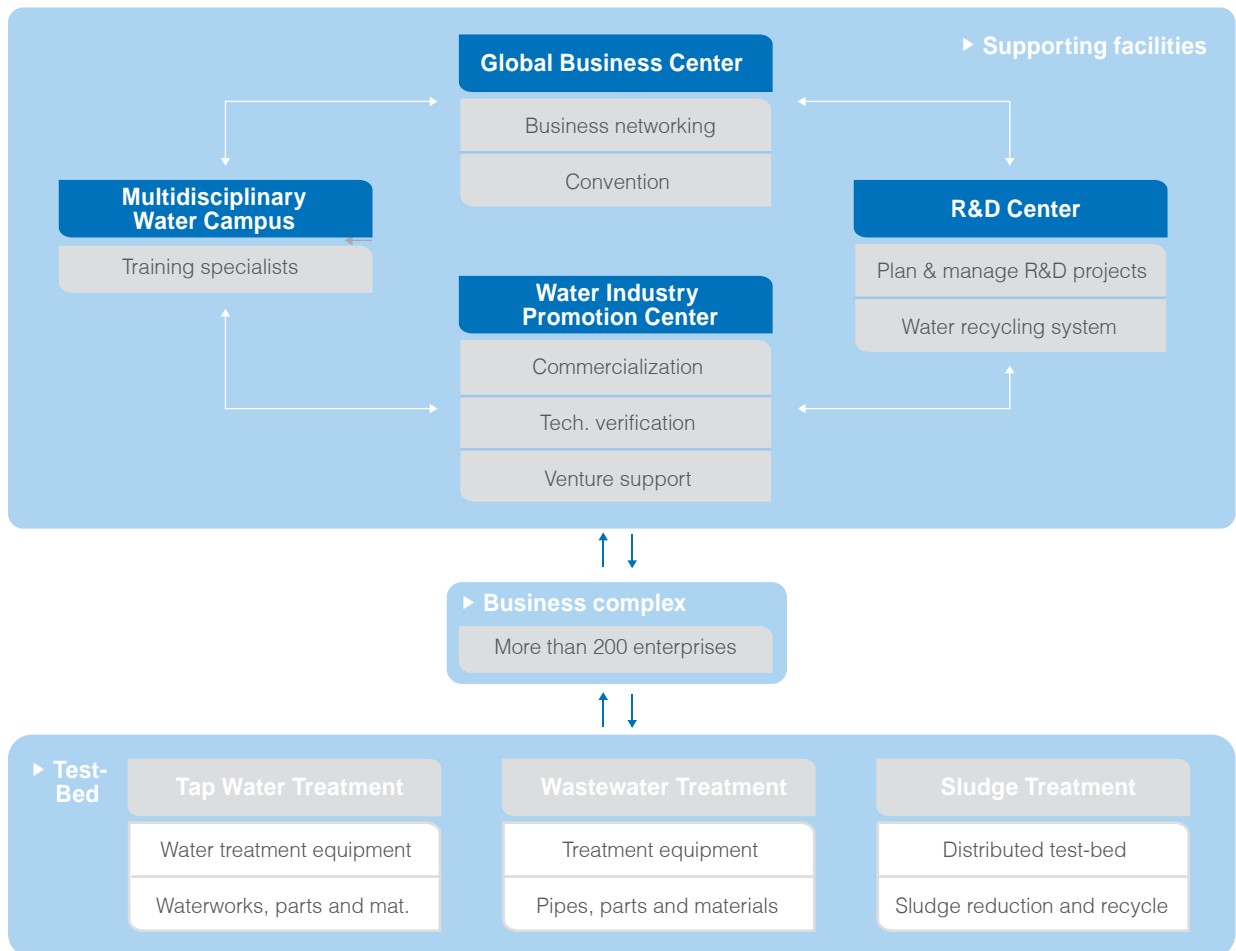 Supporting facilities
Global Business Center
Business networking
Convention
Multidisciplinary
Water Campus
Training specialists
R&D Center
Plan & manage R&D projects
Water recycling system
Water Industry
Promotion Center
Commercialization
Tech. verification
Venture support
Business complex
More than 200 enterprises
Test-
Bed
Tap Water Treatment
Water treatment equipment
Waterworks, parts and mat.
Wastewater Treatment
Treatment equipment
Pipes, parts and materials
Sludge Treatment
Distributed test-bed
Sludge reduction and recycle